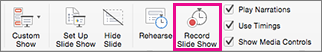 Custom
Show
Set Up
Slide Show
Hide
Slide
Rehearse
Record
Slide Show
Play Narrations
Use Timings
Show Media Controls